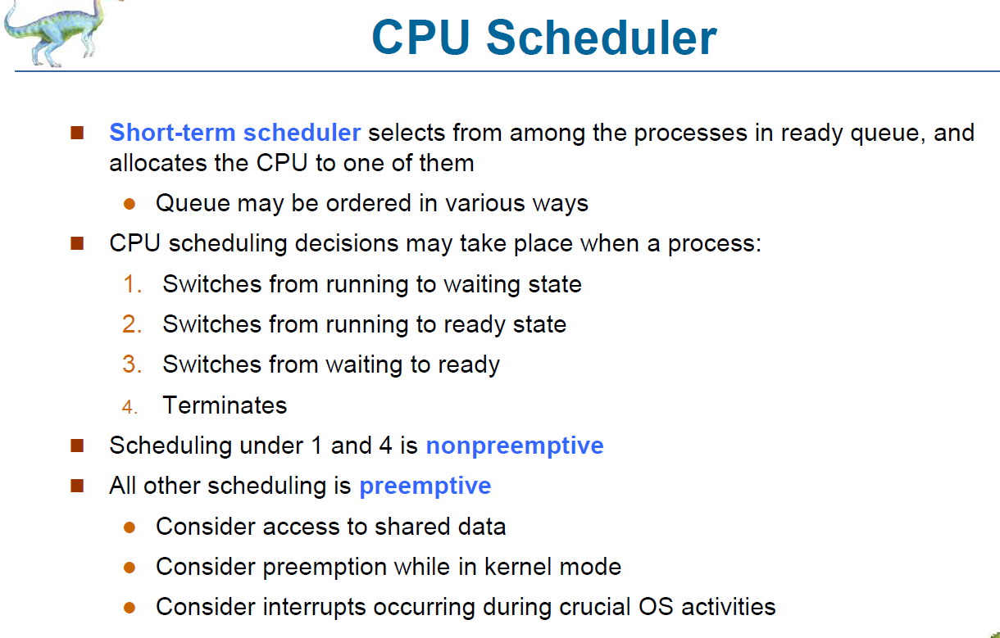 CPU Scheduler
Short-term scheduler selects from among the processes in ready queue, and
allocates the CPU to one of them
Queue may be ordered in various ways
CPU scheduling decisions may take place when a process:
1. Switches from running to waiting state
2. Switches from running to ready state
3. Switches from waiting to ready
4. Terminates
Scheduling under 1 and 4 is nonpreemptive
All other scheduling is preemptive
Consider access to shared data
Consider preemption while in kernel mode
Consider interrupts occurring during crucial OS activities